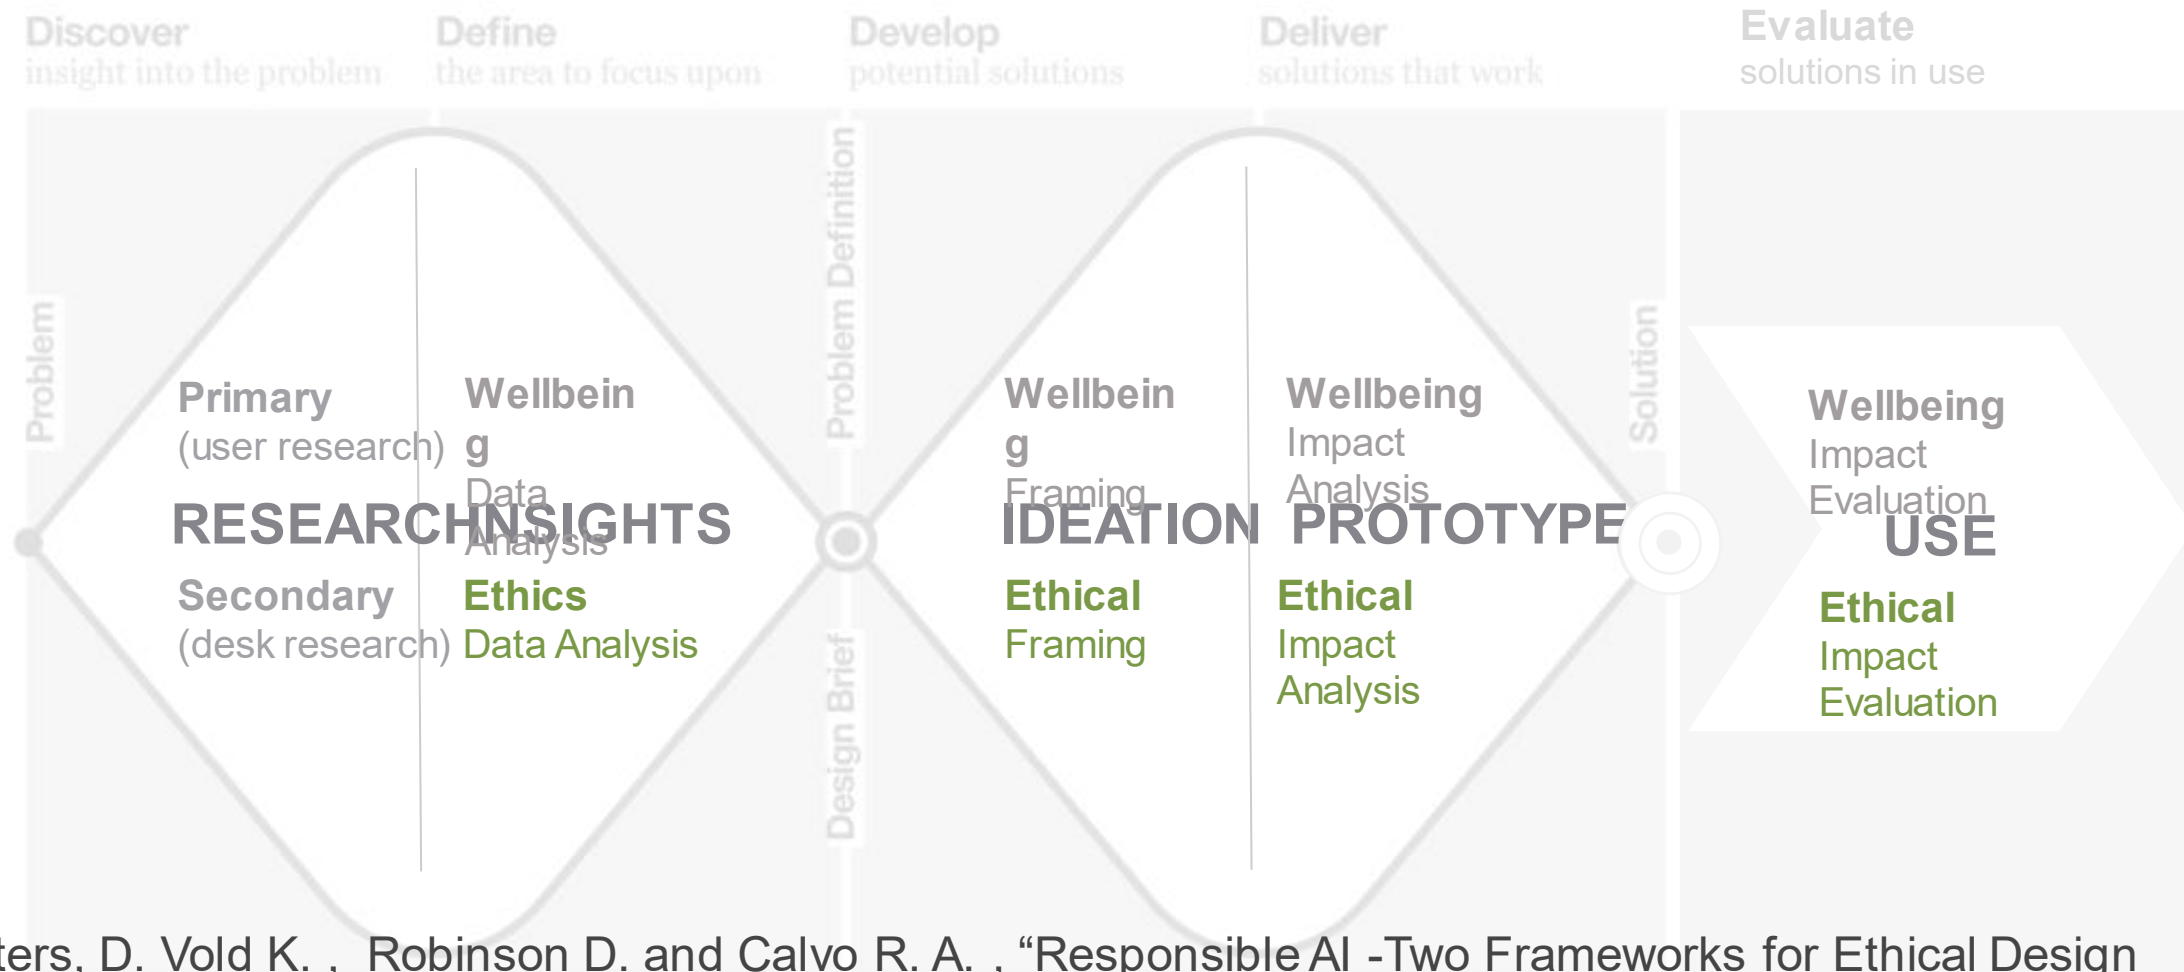 Discover
insight into the problem
Define
the area to focus upon
Develop
potential solutions
Deliver
solutions that work
Evaluate
solutions in use
Problem
Primary
(user research)
RESEARCH
Secondary
(desk research)
Wellbein
g
Data
Analysis
INSIGHTS
Ethics
Data Analysis
Problem Definition
Design Brief
Wellbein
g
Framing
IDEATION
Ethical
Framing
Wellbeing
Impact
Analysis
PROTOTYPE
Ethical
Impact
Analysis
Solution
Wellbeing
Impact
Evaluation
USE
Ethical
Impact
Evaluation
ters, D. Vold K. , Robinson D. and Calvo R. A. , “Responsible AI -Two Frameworks for Ethical Design